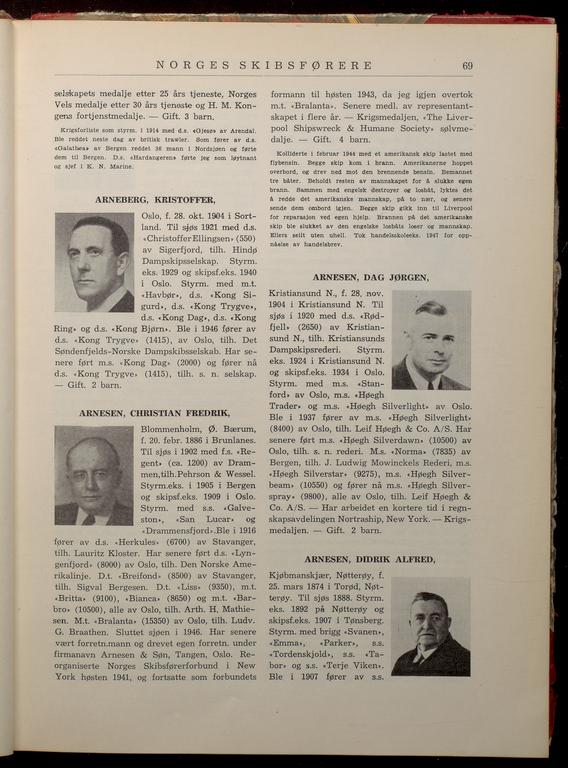 NORGES SKIBSFØRERE 69
selskapets medalje etter 25 års tjeneste, Norges
Vels medalje etter 30 års tjeneste og H. M. Kon-
gens fortjenstmedalje. — Gift. 3 barn.
Krigsforliste som styrm. i 1914 med d.s. «Gjesø» av Arendal.
Ble reddet neste dag av britisk trawler. Som fører av d.s.
«Galathea» av Bergen reddet 36 mann i Nordsjøen og førte
dem til Bergen. D.s. «Hardangeren» førte jeg som løytnant
og sjef i K. N. Marine.
ARNEBERG, KRISTOFFER,
Oslo, f. 28. okt. 1904 i Sort-
land. Til sjøs 1921 med d.s.
«Christoffer Ellingsen» (550)
av Sigerfjord, tilh. Hindø
Dampskipsselskap. Styrm.
eks. 1929 og skipsf.eks. 1940
i Oslo. Styrm. med m.t.
«Havbør», d.s. «Kong Si-
gurd», d.s. «Kong Trygve»,
d.s. «Kong Dag», d.s. «Kong
Ring» og d.s. «Kong Bjørn». Ble i 1946 fører av
d.s. «Kong Trygve» (1415), av Oslo, tilh. Det
Søndenfjelds-Norske Dampskibsselskab. Har se-
nere ført m.s. «Kong Dag» (2000) og fører nå
d.s. «Kong Trygve» (1415), tilh. s. n. selskap.
— Gift. 2 barn.
ARNESEN, CHRISTIAN FREDRIK,
Blommenholm, Ø. Bærum,
f. 20. febr. 1886 i Brunlanes.
Til sjøs i 1902 med f.s. «Re-
gent» (ca. 1200) av Dram-
men, tilh. Pehrson & Wessel.
Styrm.eks. i 1905 i Bergen
og skipsf.eks. 1909 i Oslo.
Styrm. med s.s. «Galve-
ston», «San Lucar» og
«Drammensfjord». Ble i 1916
fører av d.s. «Herkules» (6700) av Stavanger,
tilh. Lauritz Kloster. Har senere ført d.s. «Lyn-
genfjord» (8000) av Oslo, tilh. Den Norske Ame-
rikalinje. D.t. «Breifond» (8500) av Stavanger,
tilh. Sigval Bergesen. D.t. «Liss» (9350), m.t.
«Britta» (9100), «Bianca» (8650) og m.t. «Bar-
bro» (10500), alle av Oslo, tilh. Arth. H. Mathie-
sen. M.t. «Bralanta» (15350) av Oslo, tilh. Ludv.
G. Braathen. Sluttet sjøen i 1946. Har senere
vært forretn.mann og drevet egen forretn. under
firmanavn Arnesen & Søn, Tangen, Oslo. Re-
organiserte Norges Skibsførerforbund i New
York høsten 1941, og fortsatte som forbundets
formann til høsten 1943, da jeg igjen overtok
m.t. «Bralanta». Senere medl. av representant-
skapet i flere år. — Krigsmedaljen, «The Liver-
pool Shipswreck & Humane Society» sølvme-
dalje. — Gift. 4 barn.
Kolliderte i februar 1944 med et amerikansk skip lastet med
flybensin. Begge skip kom i brann. Amerikanerne hoppet
overbord, og drev ned mot den brennende bensin. Bemannet
tre båter. Beholdt resten av mannskapet for å slukke egen
brann. Sammen med engelsk destroyer og losbåt, lyktes det
å redde det amerikanske mannskap, på to nær, og senere
sende dem ombord igjen. Begge skip gikk inn til Liverpool
for reparasjon ved egen hjelp. Brannen på det amerikanske
skip ble slukket av den engelske losbåts loser og mannskap.
Ellers seilt uten uhell. Tok handelsskoleeks. 1947 for opp-
nåelse av handelsbrev.
ARNESEN, DAG JØRGEN,
Kristiansund N., f. 28. nov.
1904 i Kristiansund N. Til
sjøs i 1920 med d.s. «Rød-
fjell» (2650) av Kristian-
sund N., tilh. Kristiansunds
Dampskipsrederi. Styrm.
eks. 1924 i Kristiansund N.
og skipsf.eks. 1934 i Oslo.
Styrm. med m.s. «Stan-
ford» av Oslo, m.s. «Høegh
Trader» og m.s. «Høegh Silverlight» av Oslo.
Ble i 1937 fører av m.s. «Høegh Silverlight»
(8400) av Oslo, tilh. Leif Höegh & Co. A/S. Har
senere ført m.s. «Høegh Silverdawn» (10500) av
Oslo, tilh. s. n. rederi. M.s. «Norma» (7835) av
Bergen, tilh. J. Ludwig Mowinckels Rederi, m.s.
«Høegh Silverstar» (9275), m.s. «Høegh Silver-
beam» (10550) og fører nå m.s. «Høegh Silver-
spray» (9800), alle av Oslo, tilh. Leif Höegh &
Co. A/S. — Har arbeidet en kortere tid i regn-
skapsavdelingen Nortraship, New York. — Krigs-
medaljen. — Gift. 2 barn.
ARNESEN, DIDRIK ALFRED,
Kjøbmanskjær, Nøtterøy, f.
25. mars 1874 i Torød, Nøt-
terøy. Til sjøs 1888. Styrm.
eks. 1892 på Nøtterøy og
skipsf.eks. 1907 i Tønsberg.
Styrm. med brigg «Svanen»,
«Emma», «Parker», s.s.
«Tordenskjold», s.s. «Ta-
bor» og s.s. «Terje Viken».
Ble i 1907 fører av s.s.